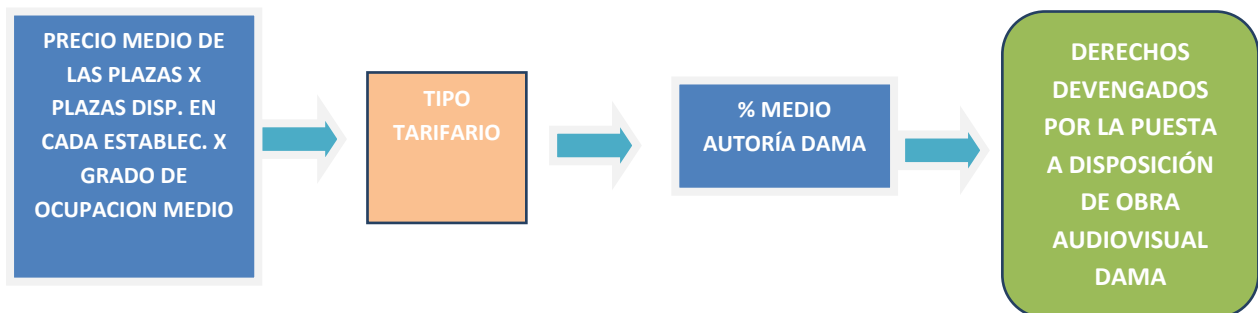 PRECIO MEDIO DE
LAS PLAZAS X
PLAZAS DISP. EN
CADA ESTABLEC. X
GRADO DE
OCUPACION MEDIO
TIPO
TARIFARIO
% MEDIO
AUTORÍA DAMA
DERECHOS
DEVENGADOS
POR LA PUESTA
A DISPOSICIÓN
DE OBRA
AUDIOVISUAL
DAMA